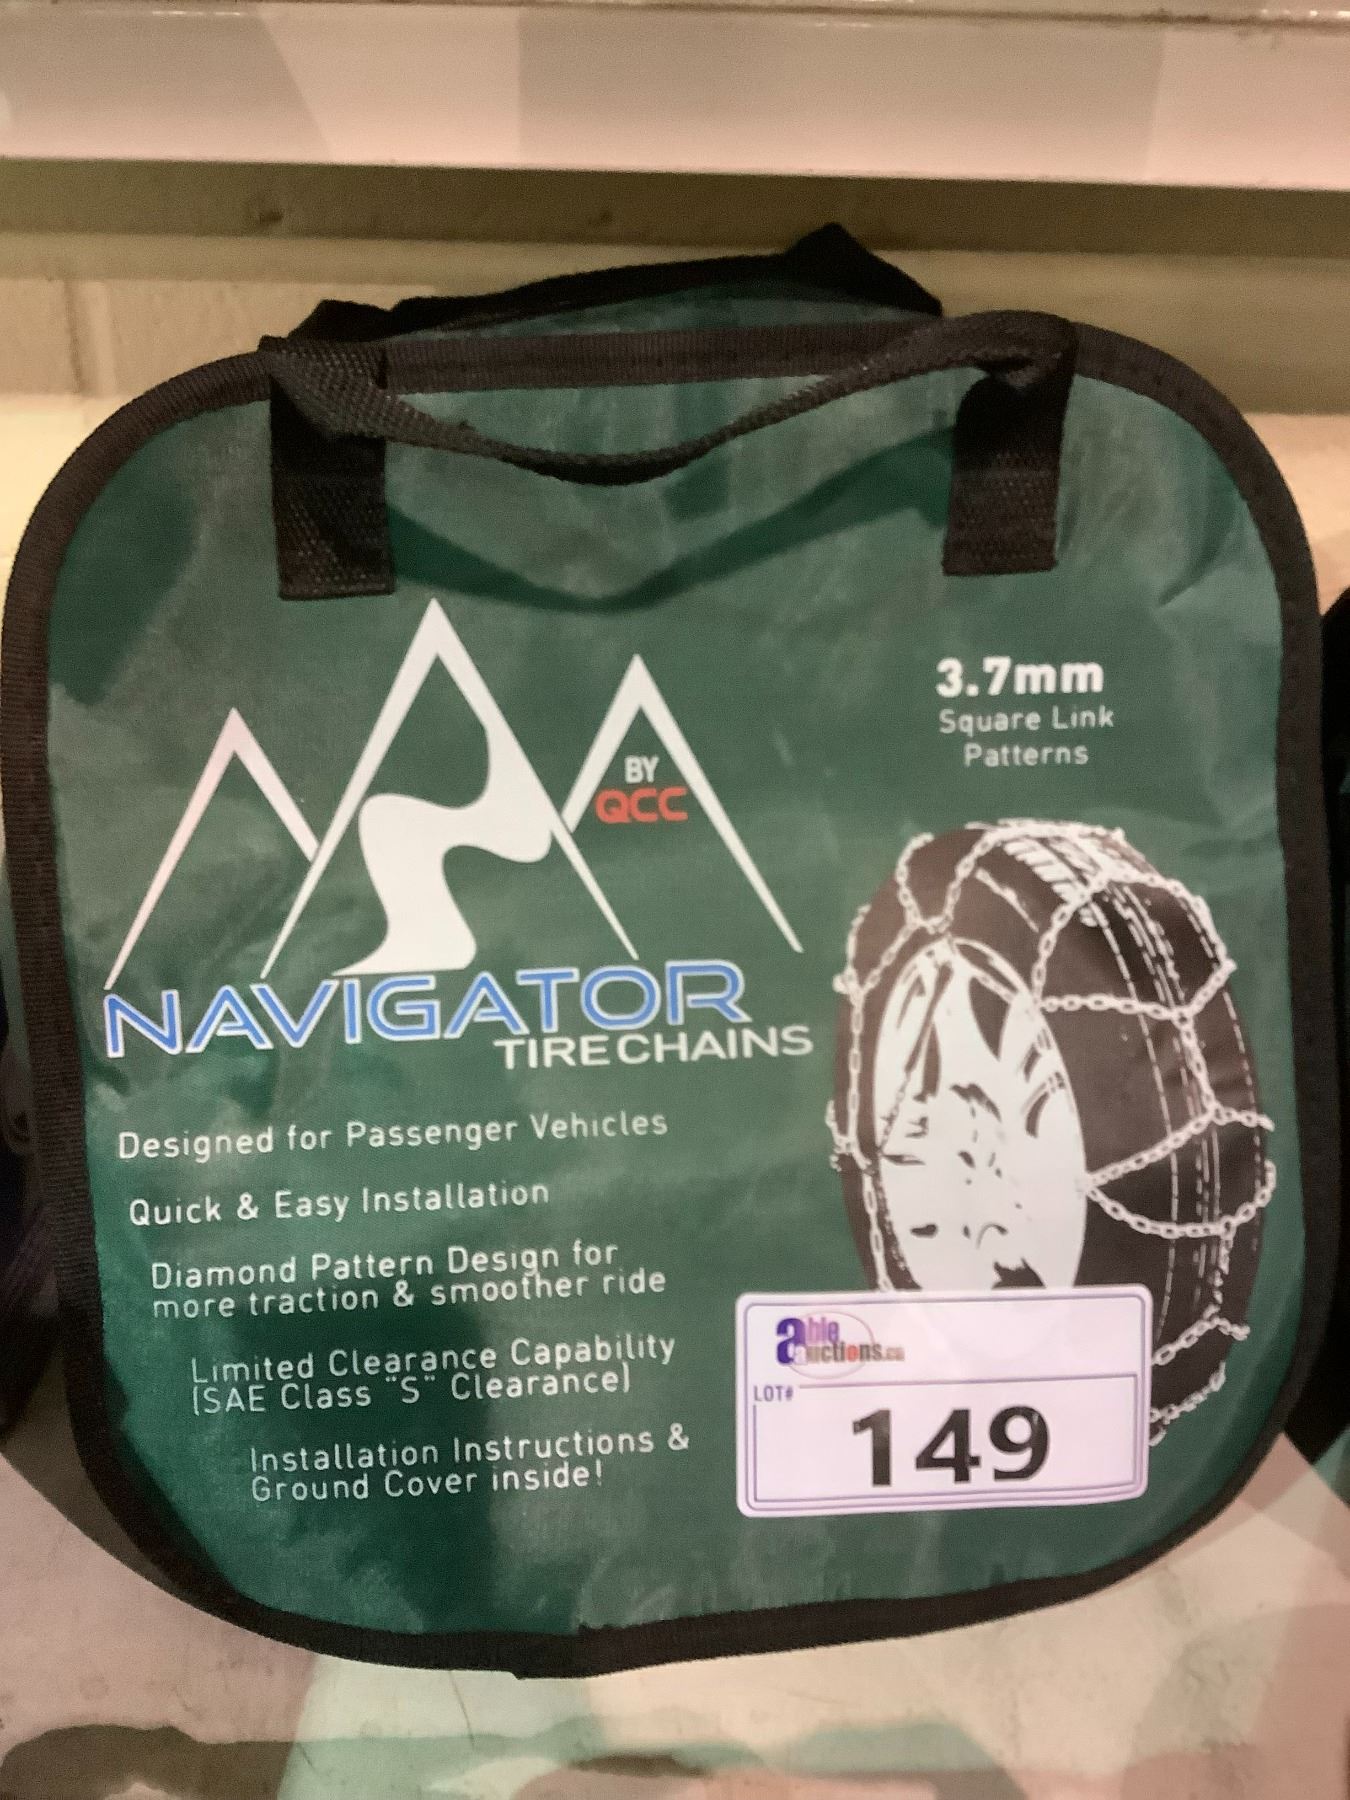 3.7mm
Square Link
Patterns
BY
QCC
NAVIGATOR
TIRECHAINS
Designed for Passenger Vehicles
Quick & Easy Installation
Diamond Pattern Design for
more traction & smoother ride
Limited Clearance Capability
(SAE Class "S" Clearance)
Installation Instructions &
Ground Cover inside!
able
auctions.ca
LOT#
149